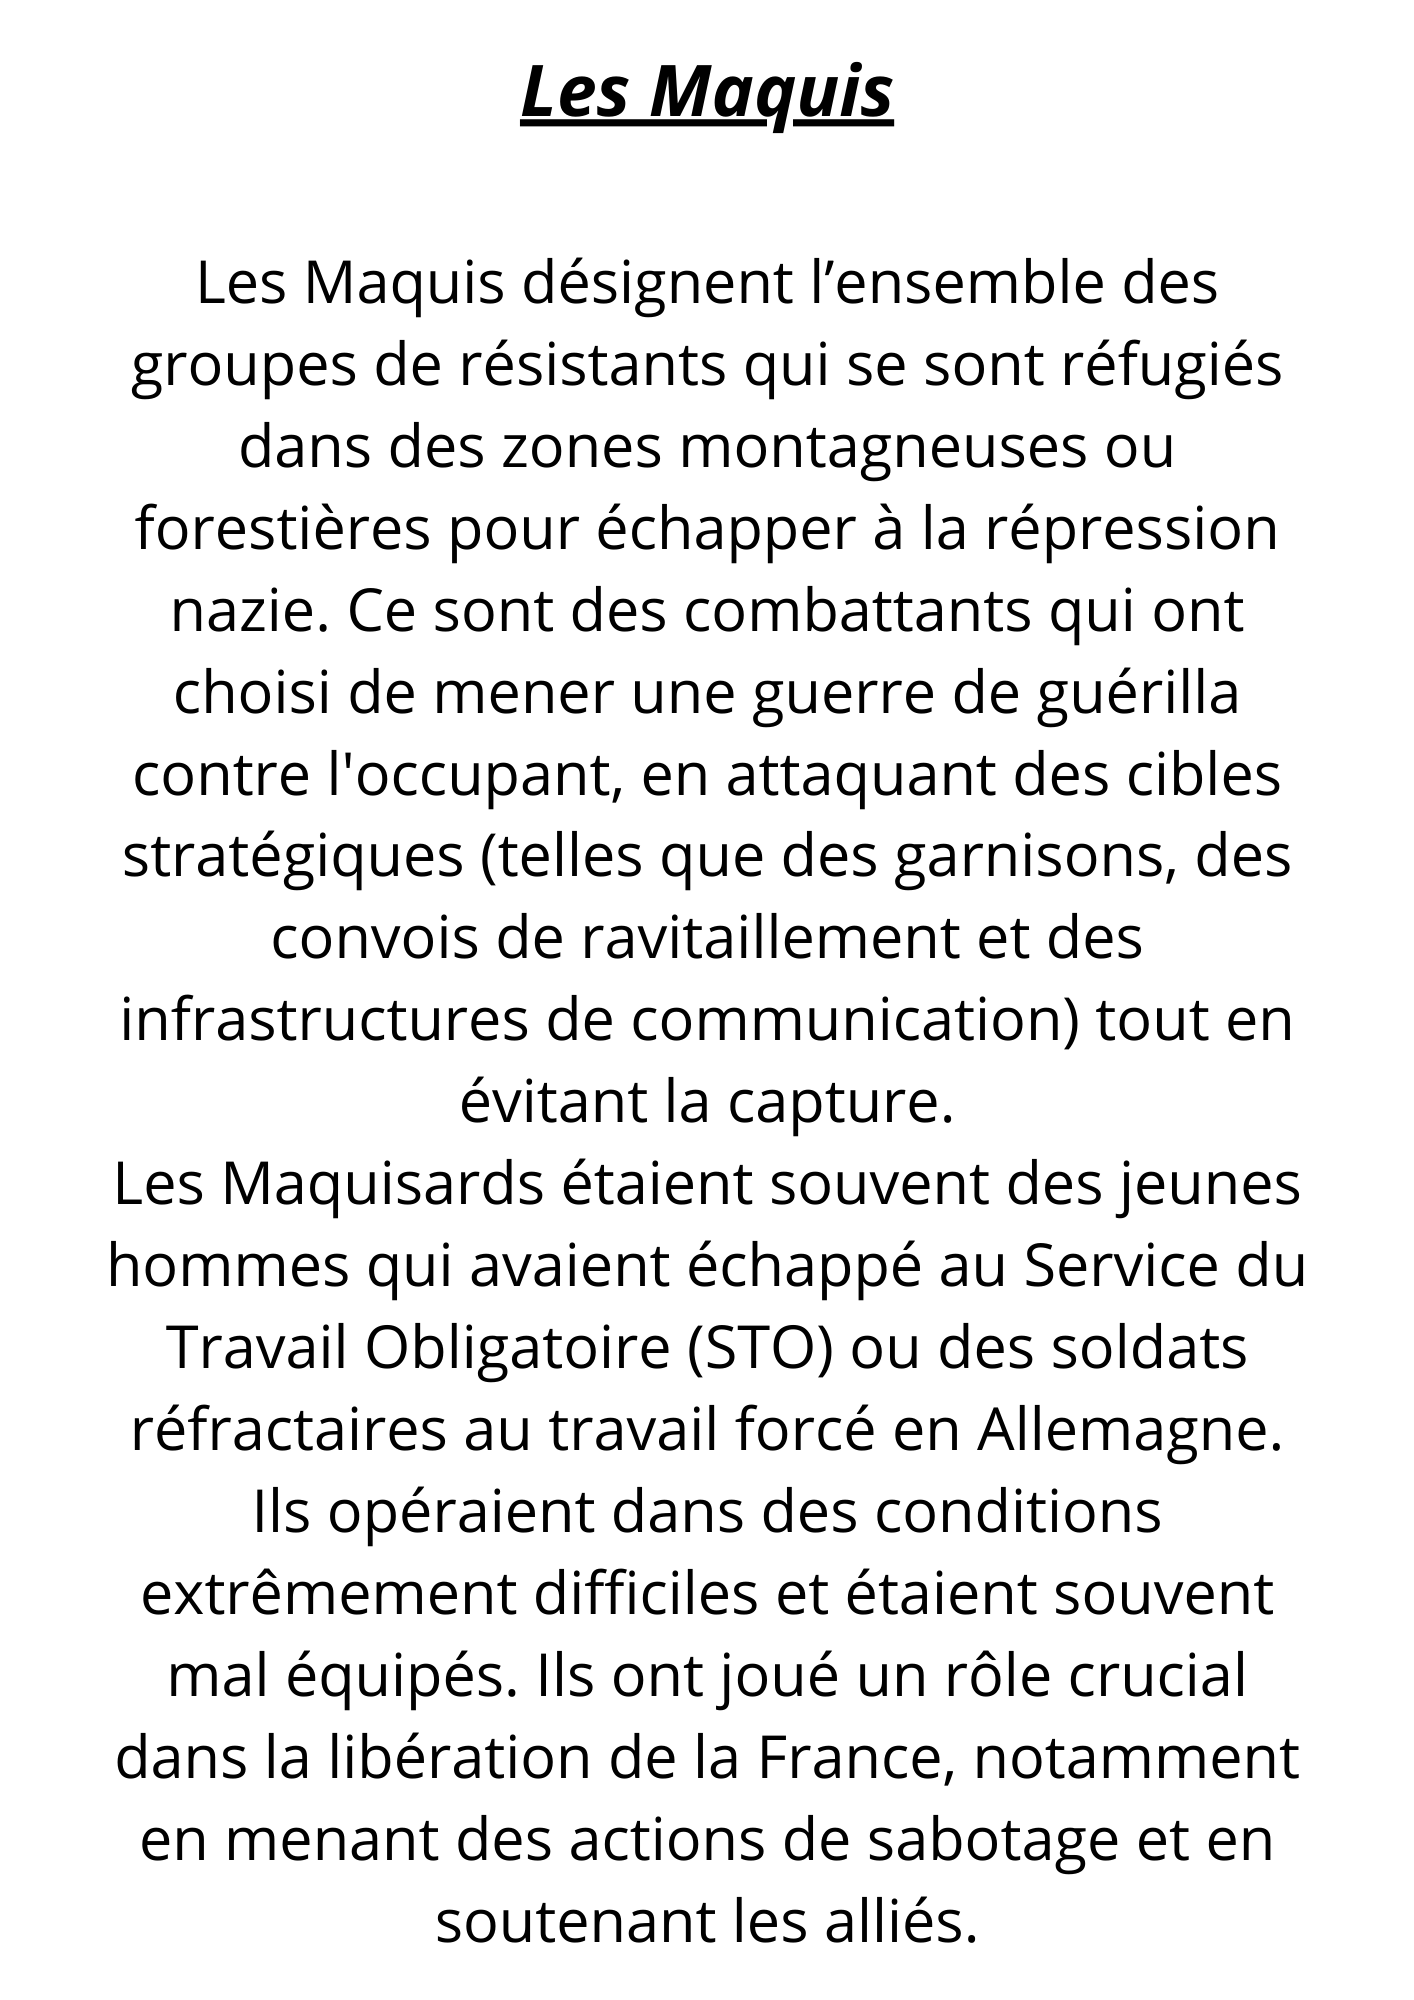 Les Maquis
Les Maquis désignent l’ensemble des
groupes de résistants qui se sont réfugiés
dans des zones montagneuses ou
forestières pour échapper à la répression
nazie. Ce sont des combattants qui ont
choisi de mener une guerre de guérilla
contre l'occupant, en attaquant des cibles
stratégiques (telles que des garnisons, des
convois de ravitaillement et des
infrastructures de communication) tout en
évitant la capture.
Les Maquisards étaient souvent des jeunes
hommes qui avaient échappé au Service du
Travail Obligatoire (STO) ou des soldats
réfractaires au travail forcé en Allemagne.
Ils opéraient dans des conditions
extrêmement difficiles et étaient souvent
mal équipés. Ils ont joué un rôle crucial
dans la libération de la France, notamment
en menant des actions de sabotage et en
soutenant les alliés.